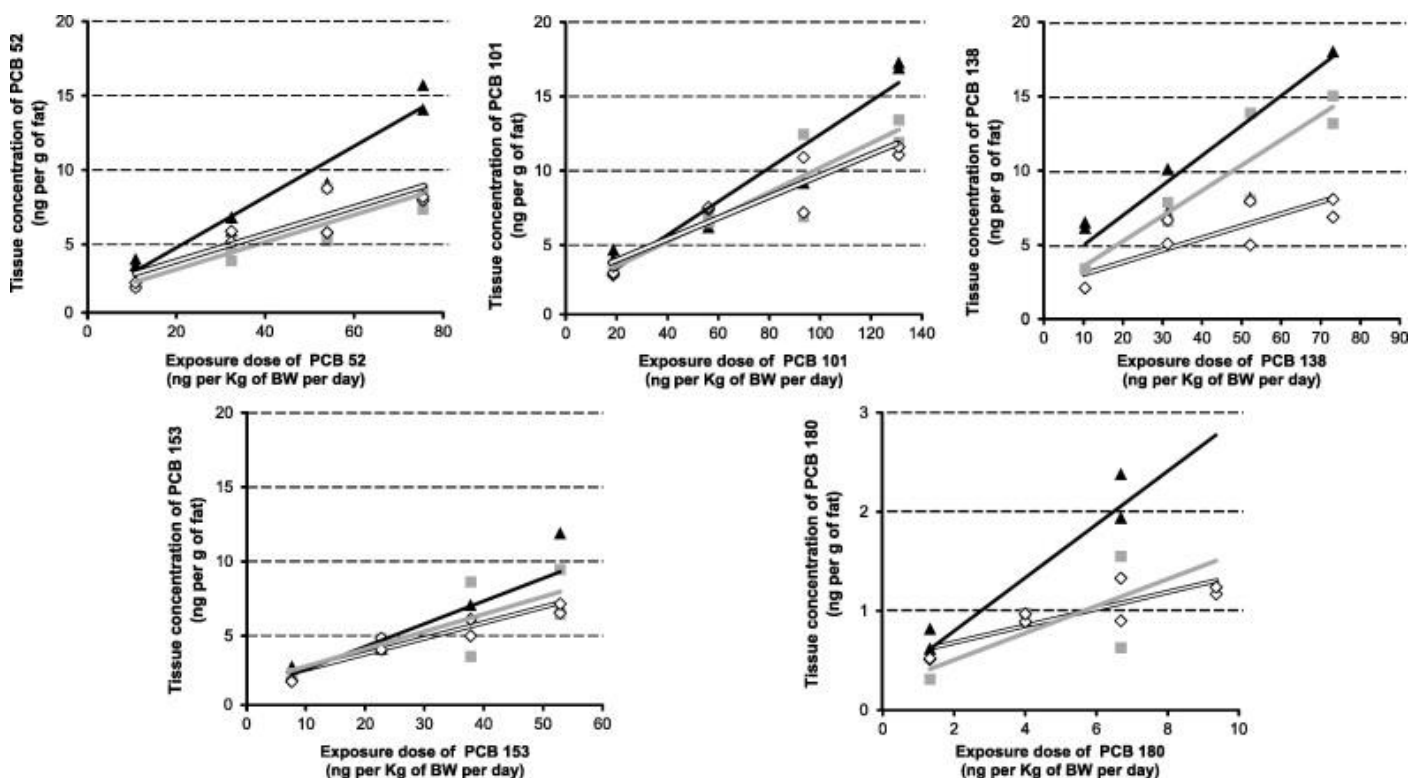 Tissue concentration of PCB 52
(ng per g of fat)
20
15
10
5
0
0 20 40 60 80
Exposure dose of PCB 52
(ng per Kg of BW per day)
Tissue concentration of PCB 101
(ng per g of fat)
20
15
10
5
0
0 20 40 60 80 100 120 140
Exposure dose of PCB 101
(ng per Kg of BW per day)
Tissue concentration of PCB 138
(ng per g of fat)
20
15
10
5
0
0 10 20 30 40 50 60 70 80 90
Exposure dose of PCB 138
(ng per Kg of BW per day)
Tissue concentration of PCB 153
(ng per g of fat)
20
15
10
5
0
0 10 20 30 40 50 60
Exposure dose of PCB 153
(ng per Kg of BW per day)
Tissue concentration of PCB 180
(ng per g of fat)
3
2
1
0
0 2 4 6 8 10
Exposure dose of PCB 180
(ng per Kg of BW per day)